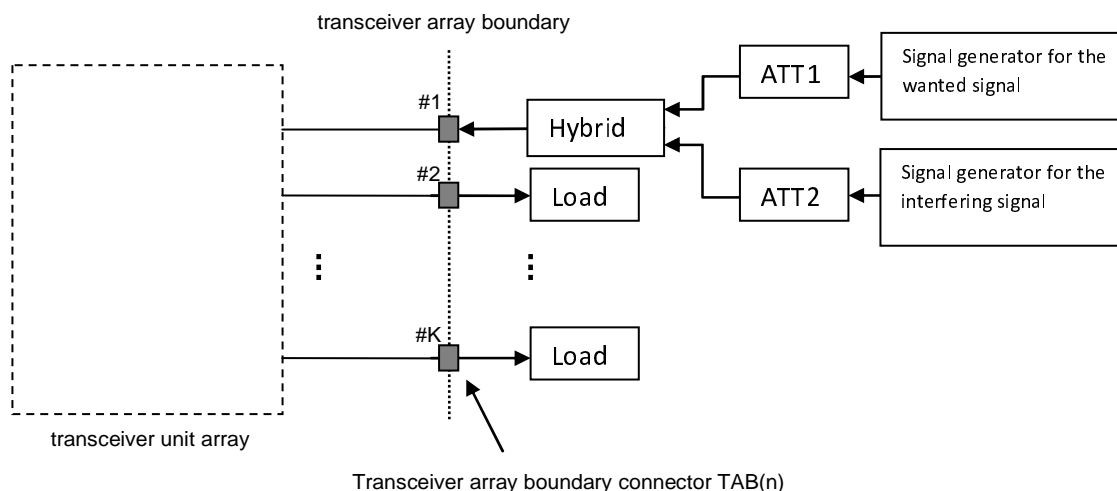 transceiver array boundary
#1
Hybrid
ATT1
Signal generator for the
wanted signal
#2
Load
ATT2
Signal generator for the
interfering signal
#K
Load
transceiver unit array
Transceiver array boundary connector TAB(n)